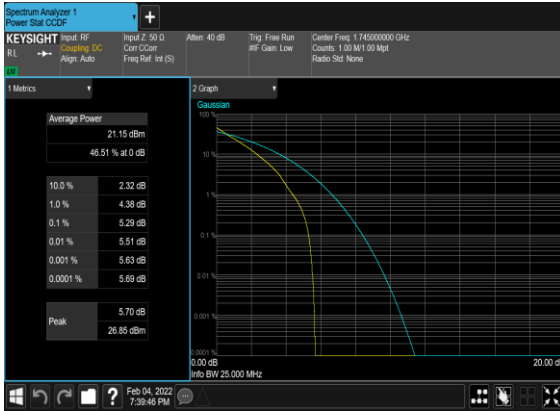 Spectrum Analyzer 1
Power Stat CCDF
KEYSIGHT
RL
Input: RF
Coupling: DC
Align: Auto
Input Z: 50 Ω
Corr CCorr
Freq Ref: Int (S)
Atten: 40 dB
Trig: Free Run
#IF Gain: Low
Center Freq: 1.745000000 GHz
Counts: 1.00 M/1.00 Mpt
Radio Std: None
1 Metrics
Average Power
21.15 dBm
46.51 % at 0 dB
10.0 % 2.32 dB
1.0 % 4.38 dB
0.1 % 5.29 dB
0.01 % 5.51 dB
0.001 % 5.63 dB
0.0001 % 5.69 dB
Peak
5.70 dB
26.85 dBm
2 Graph
Gaussian
100 %
10 %
1 %
0.1 %
0.01 %
0.001 %
0.0001 %
0.00 dB
20.00 d
Info BW 25.000 MHz
?
Feb 04, 2022
7:39:46 PM